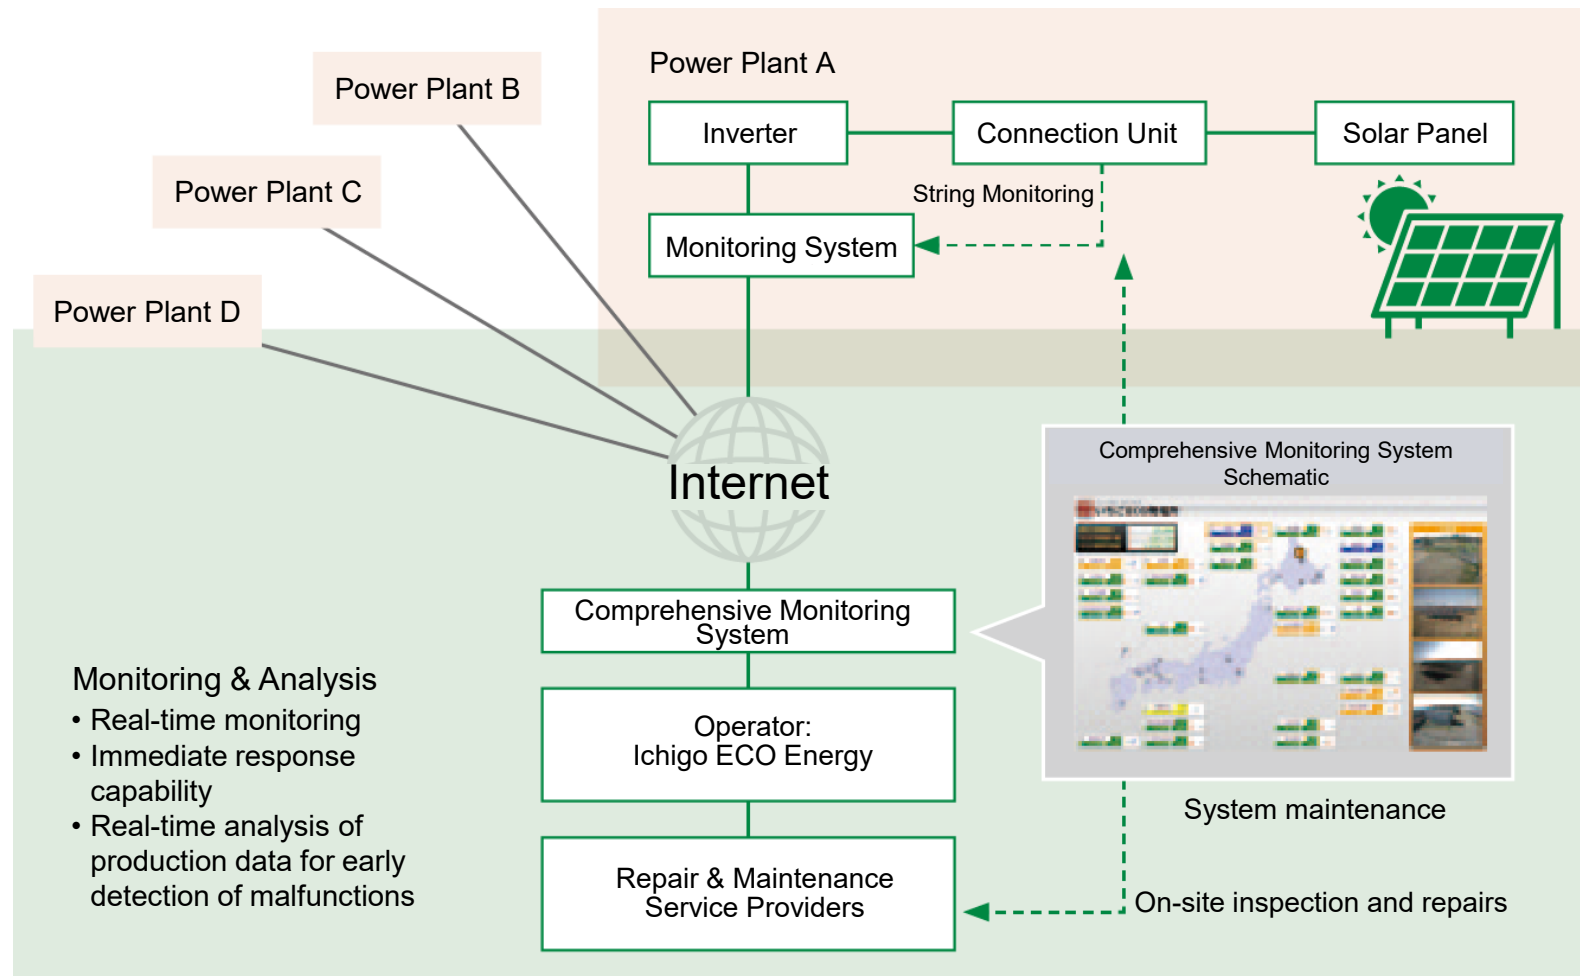 Power Plant A
Power Plant B
Inverter
Connection Unit
Solar Panel
Power Plant C
String Monitoring
Monitoring System
Power Plant D
Internet
Comprehensive Monitoring System
Schematic
Comprehensive Monitoring
System
Monitoring & Analysis
• Real-time monitoring
• Immediate response
capability
• Real-time analysis of
production data for early
detection of malfunctions
Operator:
Ichigo ECO Energy
System maintenance
Repair & Maintenance
Service Providers
On-site inspection and repairs